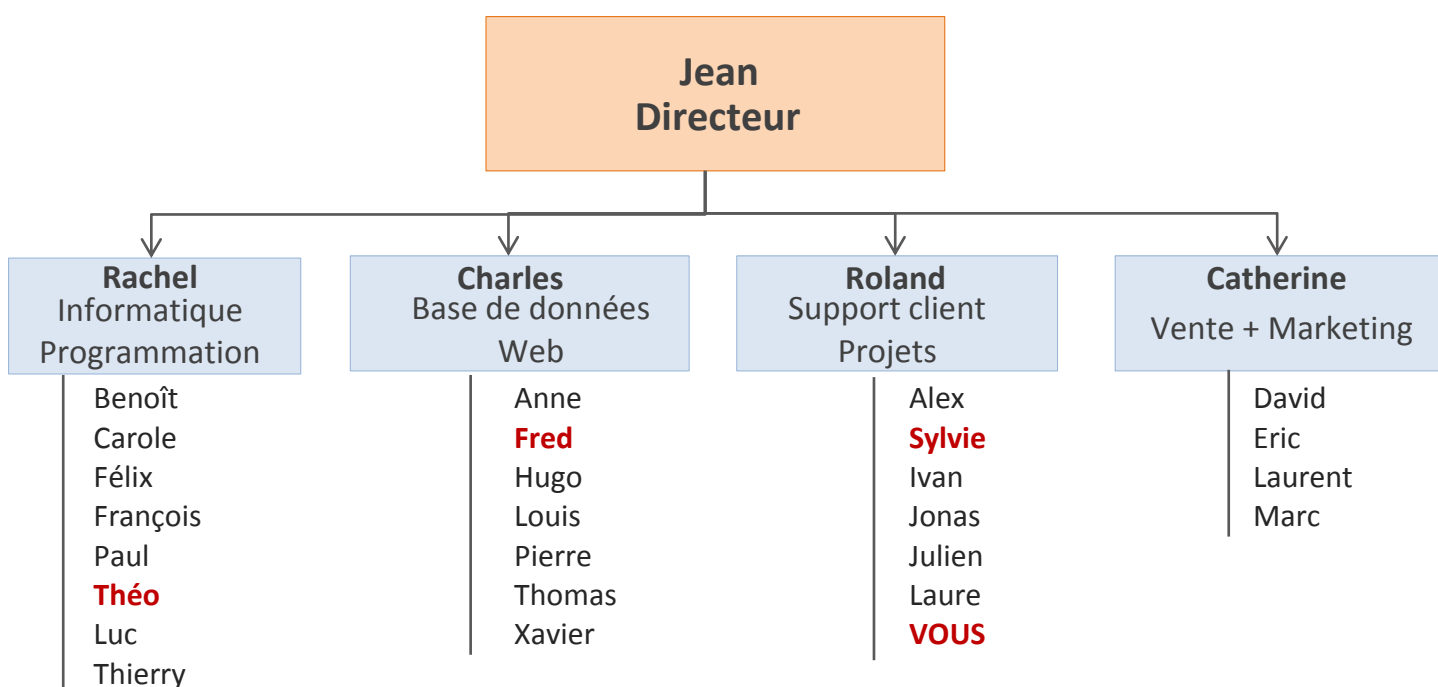 Jean
Directeur
Rachel
Informatique
Programmation
Charles
Base de données
Web
Roland
Support client
Projets
Catherine
Vente + Marketing
Benoît
Carole
Félix
François
Paul
Théo
Luc
Thierry
Anne
Fred
Hugo
Louis
Pierre
Thomas
Xavier
Alex
Sylvie
Ivan
Jonas
Julien
Laure
VOUS
David
Eric
Laurent
Marc